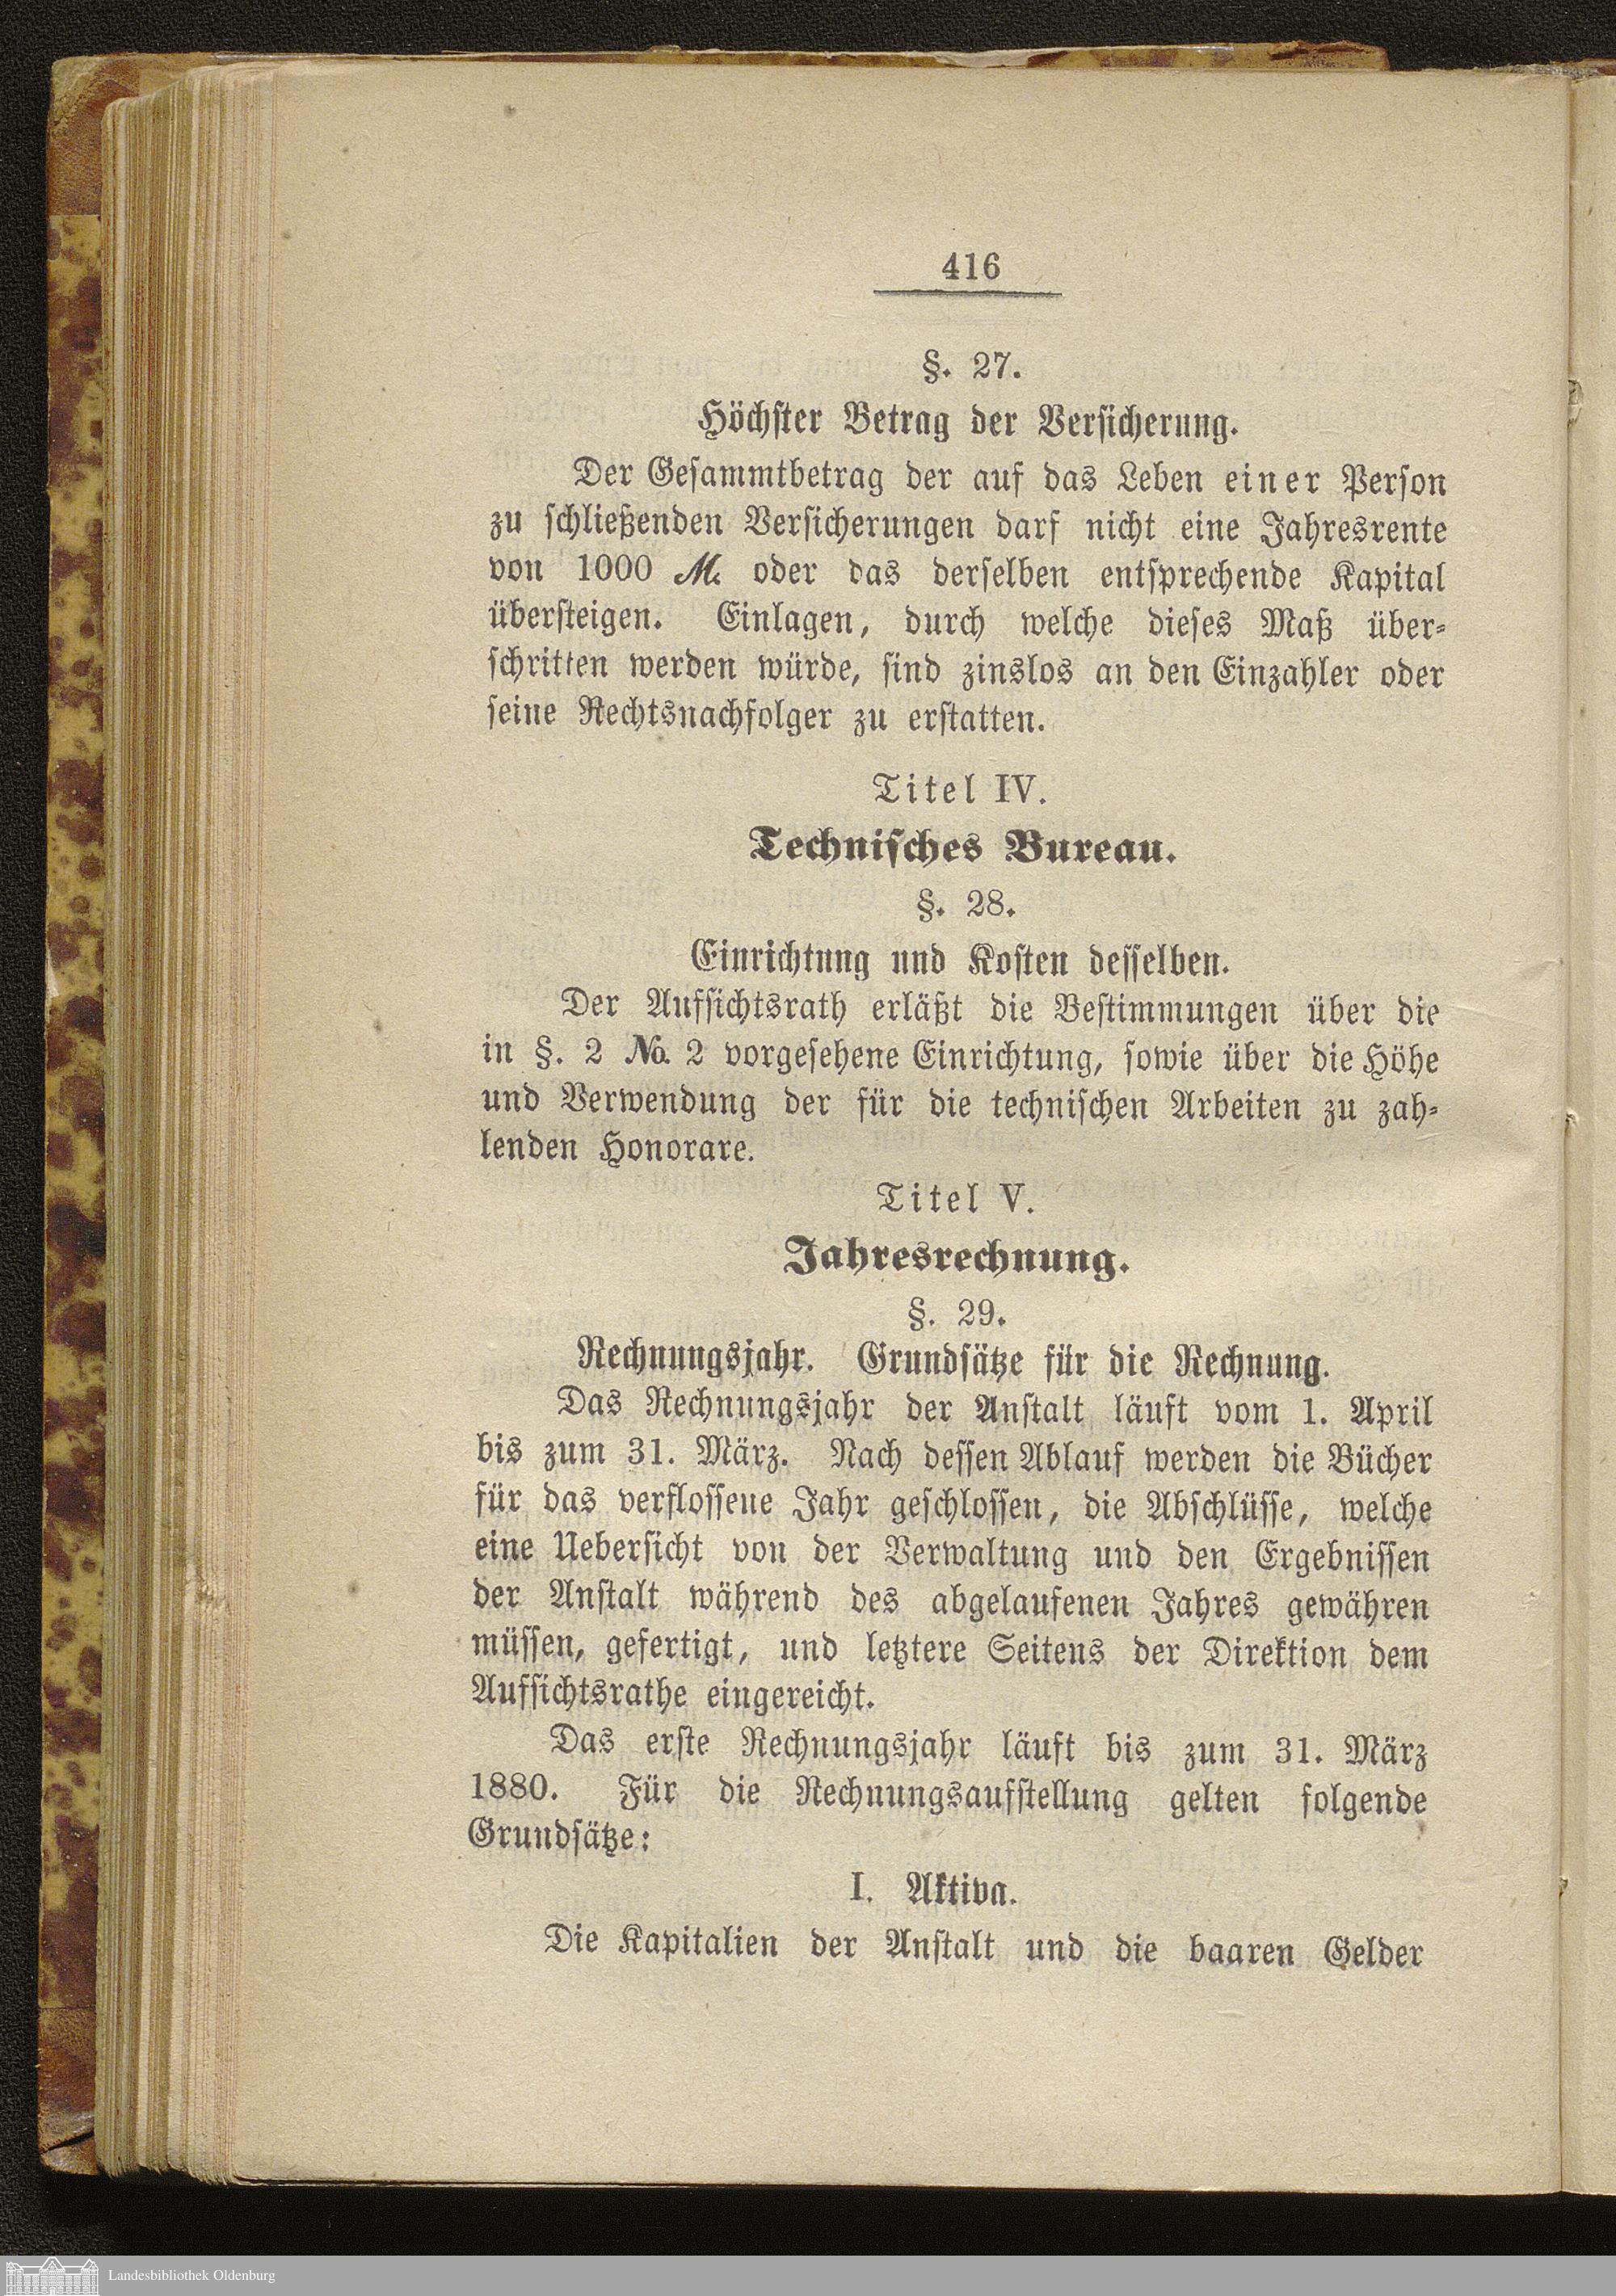 416
§. 27.
Höchster Betrag der Versicherung.
Der Gesammtbetrag der auf das Leben einer Person
zu schließenden Versicherungen darf nicht eine Jahresrente
von 1000 M. oder das derselben entsprechende Kapital
übersteigen. Einlagen, durch welche dieses Maß über-
schritten werden würde, sind zinslos an den Einzahler oder
seine Rechtsnachfolger zu erstatten.
Titel IV.
Technisches Bureau.
§. 28.
Einrichtung und Kosten desselben.
Der Aufsichtsrath erläßt die Bestimmungen über die
in §. 2 No. 2 vorgesehene Einrichtung, sowie über die Höhe
und Verwendung der für die technischen Arbeiten zu zah-
lenden Honorare.
Titel V.
Jahresrechnung.
§. 29.
Rechnungsjahr. Grundsätze für die Rechnung.
Das Rechnungsjahr der Anstalt läuft vom 1. April
bis zum 31. März. Nach dessen Ablauf werden die Bücher
für das verflossene Jahr geschlossen, die Abschlüsse, welche
eine Uebersicht von der Verwaltung und den Ergebnissen
der Anstalt während des abgelaufenen Jahres gewähren
müssen, gefertigt, und letztere Seitens der Direktion dem
Aufsichtsrathe eingereicht.
Das erste Rechnungsjahr läuft bis zum 31. März
1880. Für die Rechnungsaufstellung gelten folgende
Grundsätze:
I. Aktiva.
Die Kapitalien der Anstalt und die baaren Gelder
Landesbibliothek Oldenburg